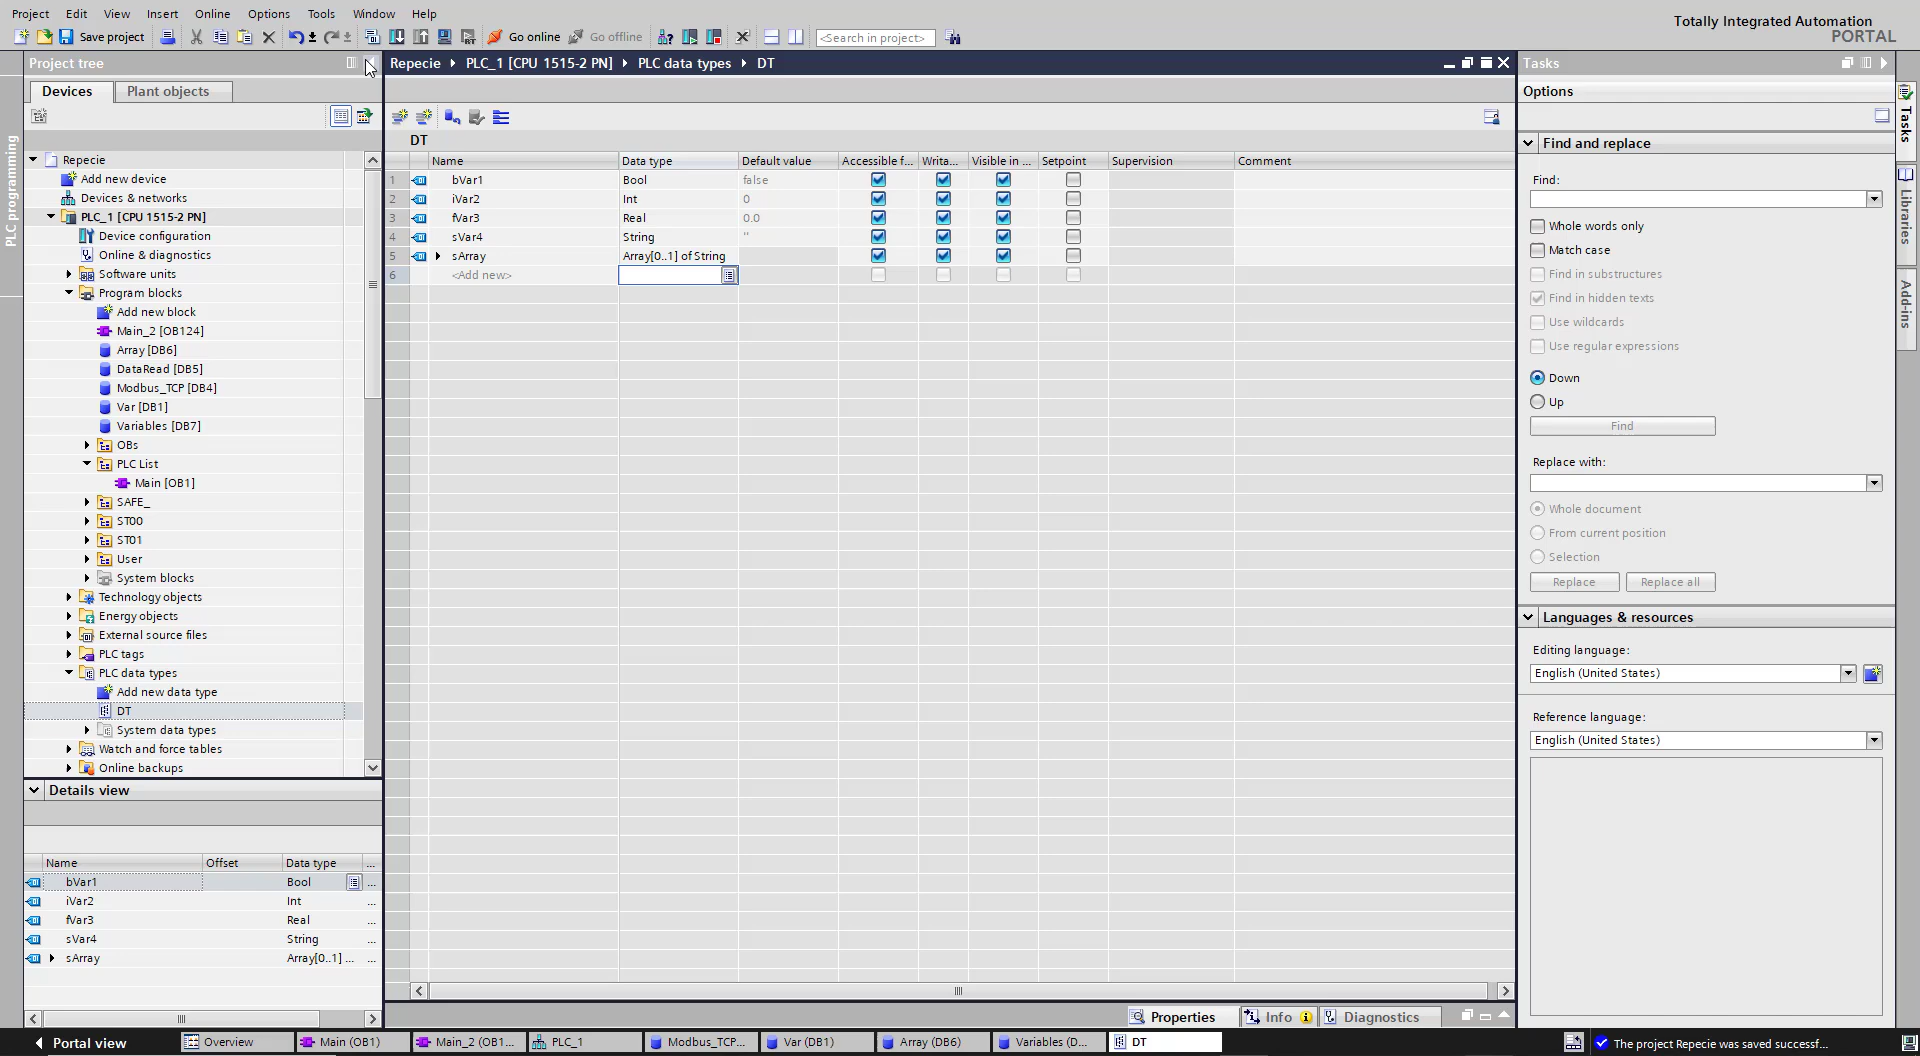 Project Edit View Insert Online Options Tools Window Help
Totally Integrated Automation
PORTAL
Save project Go online Go offline <Search in project>
Project tree
Repecie PLC_1 [CPU 1515-2 PN] PLC data types DT
Tasks
Devices Plant objects
Options
DT
Name Data type Default value Accessible f... Writa... Visible in ... Setpoint Supervision Comment
1 bVar1 Bool false
2 iVar2 Int 0
3 fVar3 Real 0.0
4 sVar4 String ''
5 sArray Array[0..1] of String
6 <Add new>
PLC programming
Repecie
Add new device
Devices & networks
PLC_1 [CPU 1515-2 PN]
Device configuration
Online & diagnostics
Software units
Program blocks
Add new block
Main_2 [OB124]
Array [DB6]
DataRead [DB5]
Modbus_TCP [DB4]
Var [DB1]
Variables [DB7]
OBs
PLC List
Main [OB1]
SAFE_
ST00
ST01
User
System blocks
Technology objects
Energy objects
External source files
PLC tags
PLC data types
Add new data type
DT
System data types
Watch and force tables
Online backups
Details view
Name Offset Data type ...
bVar1 Bool ...
iVar2 Int ...
fVar3 Real ...
sVar4 String ...
sArray Array[0..1] ... ...
Find and replace
Find:
Whole words only
Match case
Find in substructures
Find in hidden texts
Use wildcards
Use regular expressions
Down
Up
Find
Replace with:
Whole document
From current position
Selection
Replace Replace all
Languages & resources
Editing language:
English (United States)
Reference language:
English (United States)
Tasks
Libraries
Add-ins
Properties Info Diagnostics
Portal view Overview Main (OB1) Main_2 (OB1... PLC_1 Modbus_TCP... Var (DB1) Array (DB6) Variables (D... DT The project Repecie was saved successf...